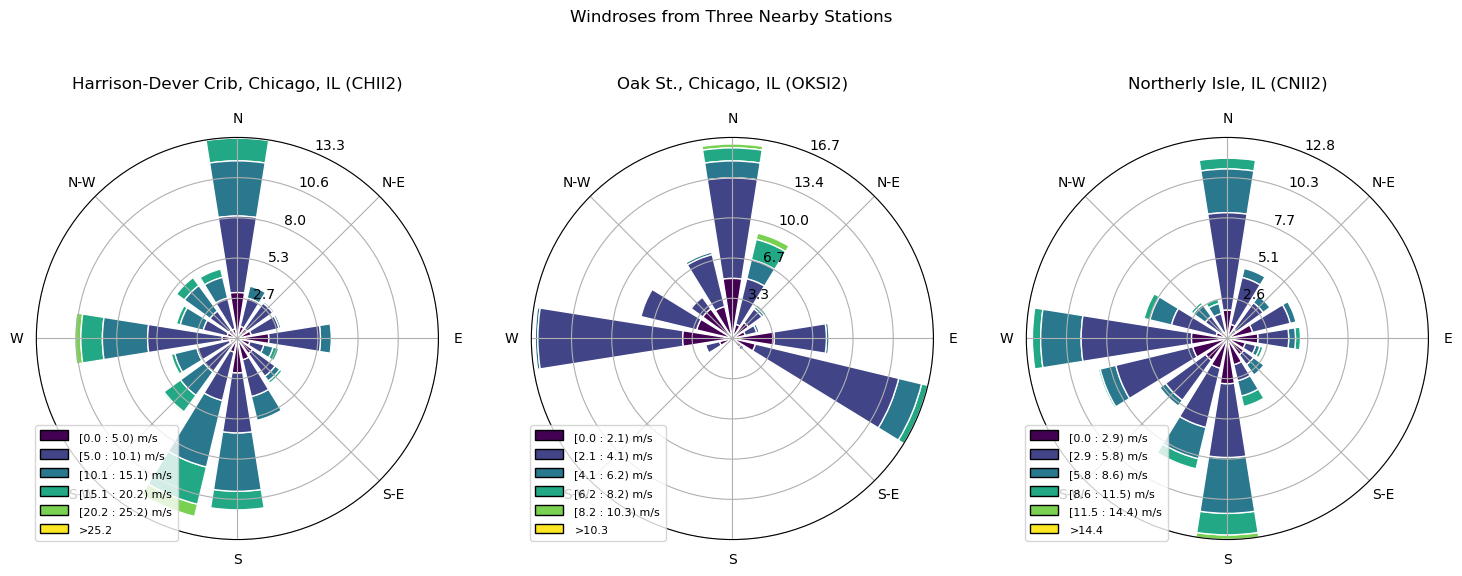 Windroses from Three Nearby Stations
Harrison-Dever Crib, Chicago, IL (CHII2)
N
13.3
N-W
10.6
N-E
8.0
5.3
2.7
W
E
[0.0 : 5.0) m/s
[5.0 : 10.1) m/s
[10.1 : 15.1) m/s
[15.1 : 20.2) m/s
[20.2 : 25.2) m/s
>25.2
S-E
S
Oak St., Chicago, IL (OKSI2)
N
16.7
N-W
13.4
N-E
10.0
6.7
3.3
W
E
[0.0 : 2.1) m/s
[2.1 : 4.1) m/s
[4.1 : 6.2) m/s
[6.2 : 8.2) m/s
[8.2 : 10.3) m/s
>10.3
S-E
S
Northerly Isle, IL (CNII2)
N
12.8
N-W
10.3
N-E
7.7
5.1
2.6
W
E
[0.0 : 2.9) m/s
[2.9 : 5.8) m/s
[5.8 : 8.6) m/s
[8.6 : 11.5) m/s
[11.5 : 14.4) m/s
>14.4
S-E
S